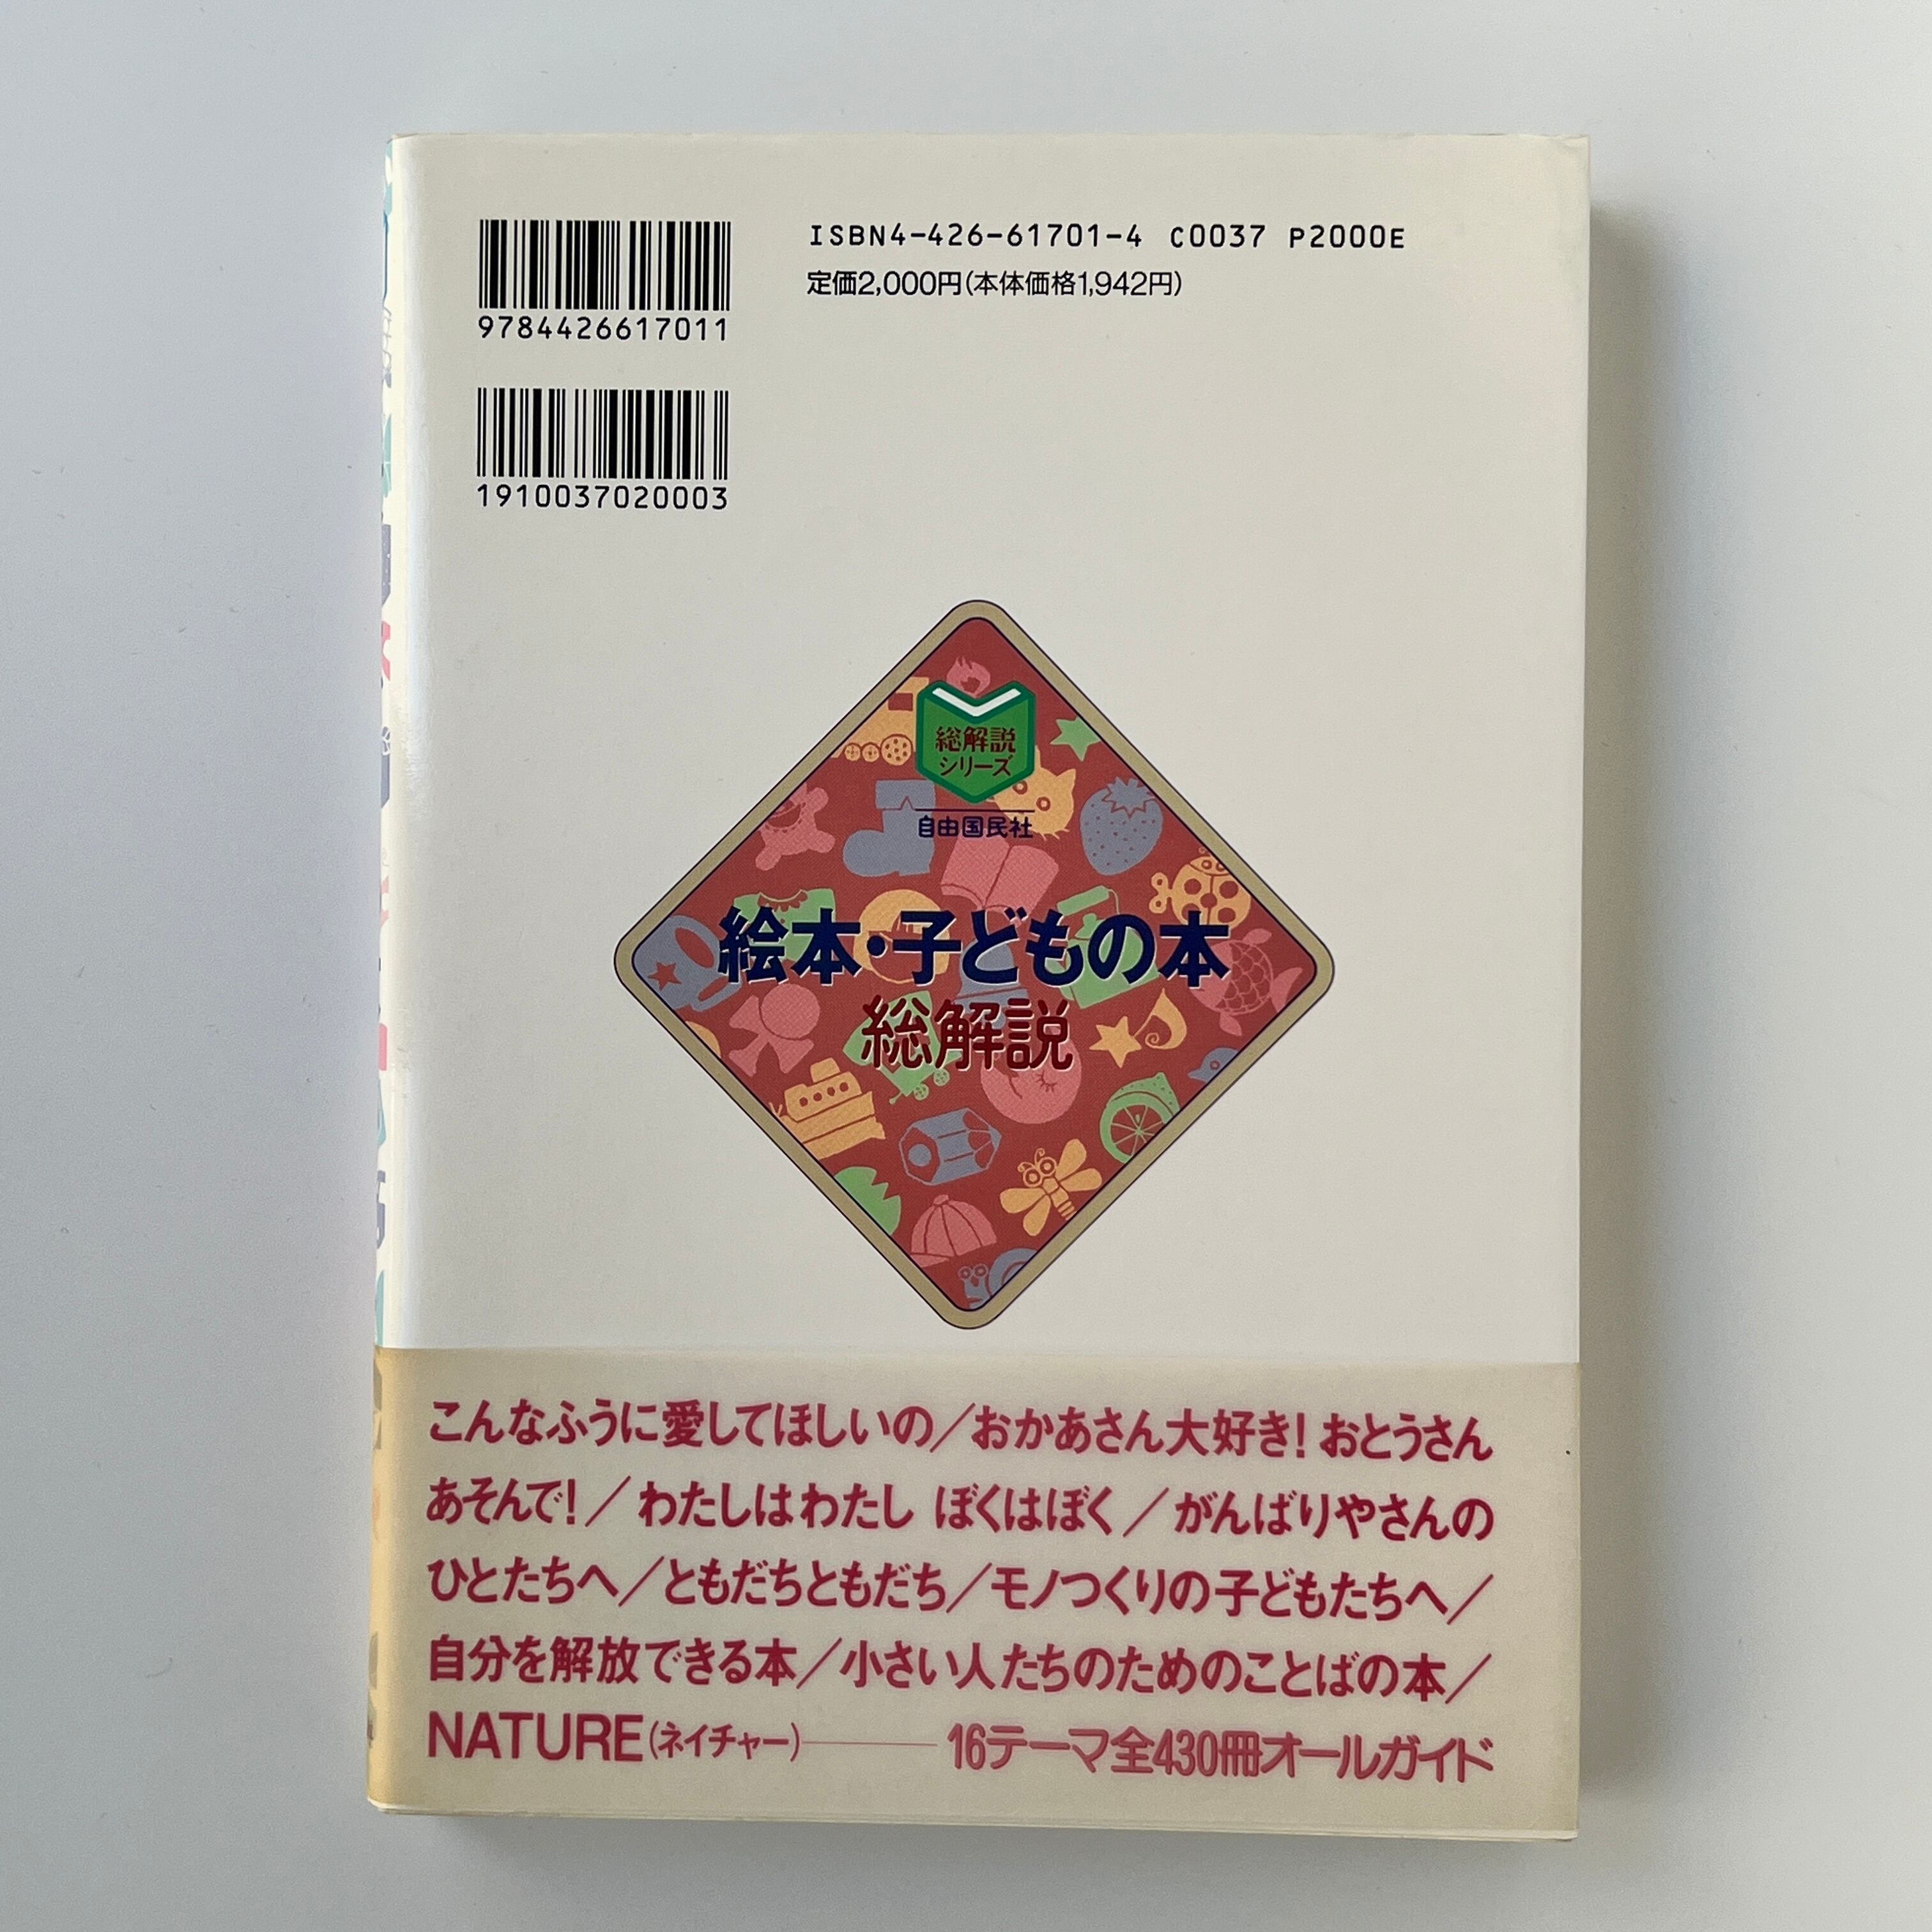 ISBN4-426-61701-4 C0037 P2000E
定価2,000円(本体価格1,942円)
9784426617011
1910037020003
総解説
シリーズ
自由国民社
絵本・子どもの本
総解説
こんなふうに愛してほしいの／おかあさん大好き! おとうさん
あそんで!／わたしはわたし ぼくはぼく／がんばりやさんの
ひとたちへ／ともだちともだち／モノつくりの子どもたちへ／
自分を解放できる本／小さい人たちのためのことばの本／
NATURE(ネイチャー)――16テーマ全430冊オールガイド